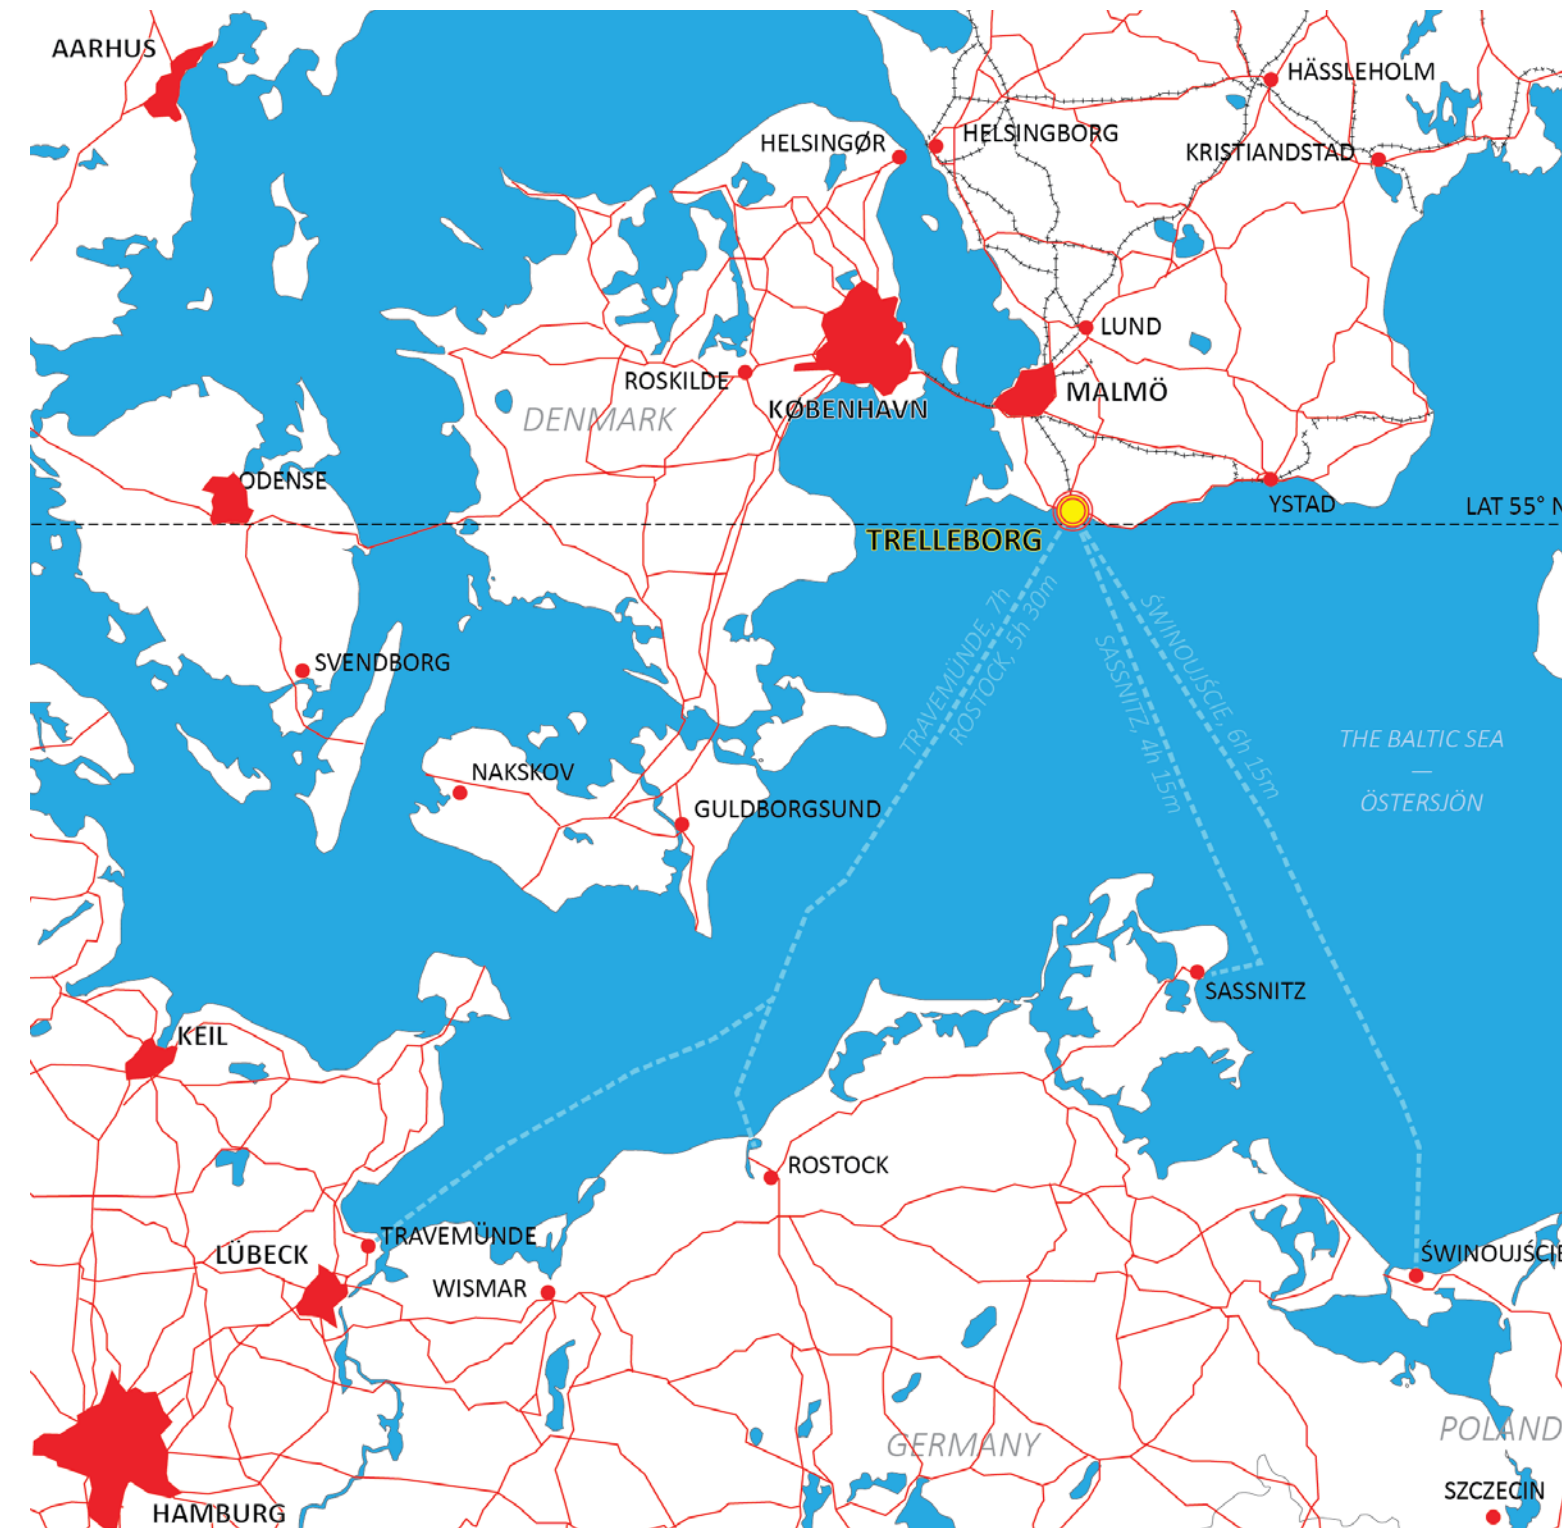 AARHUS
HÄSSLEHOLM
HELSINGØR
HELSINGBORG
KRISTIANDSTAD
LUND
ROSKILDE
MALMÖ
DENMARK
KØBENHAVN
ODENSE
YSTAD
LAT 55° N
TRELLEBORG
TRAVEMÜNDE, 7h
ROSTOCK, 5h 30m
SASSNITZ, 4h 15m
ŚWINOUJŚCIE, 6h 15m
SVENDBORG
THE BALTIC SEA
—
ÖSTERSJÖN
NAKSKOV
GULDBORGSUND
SASSNITZ
KEIL
ROSTOCK
TRAVEMÜNDE
LÜBECK
ŚWINOUJŚCIE
WISMAR
GERMANY
POLAND
SZCZECIN
HAMBURG